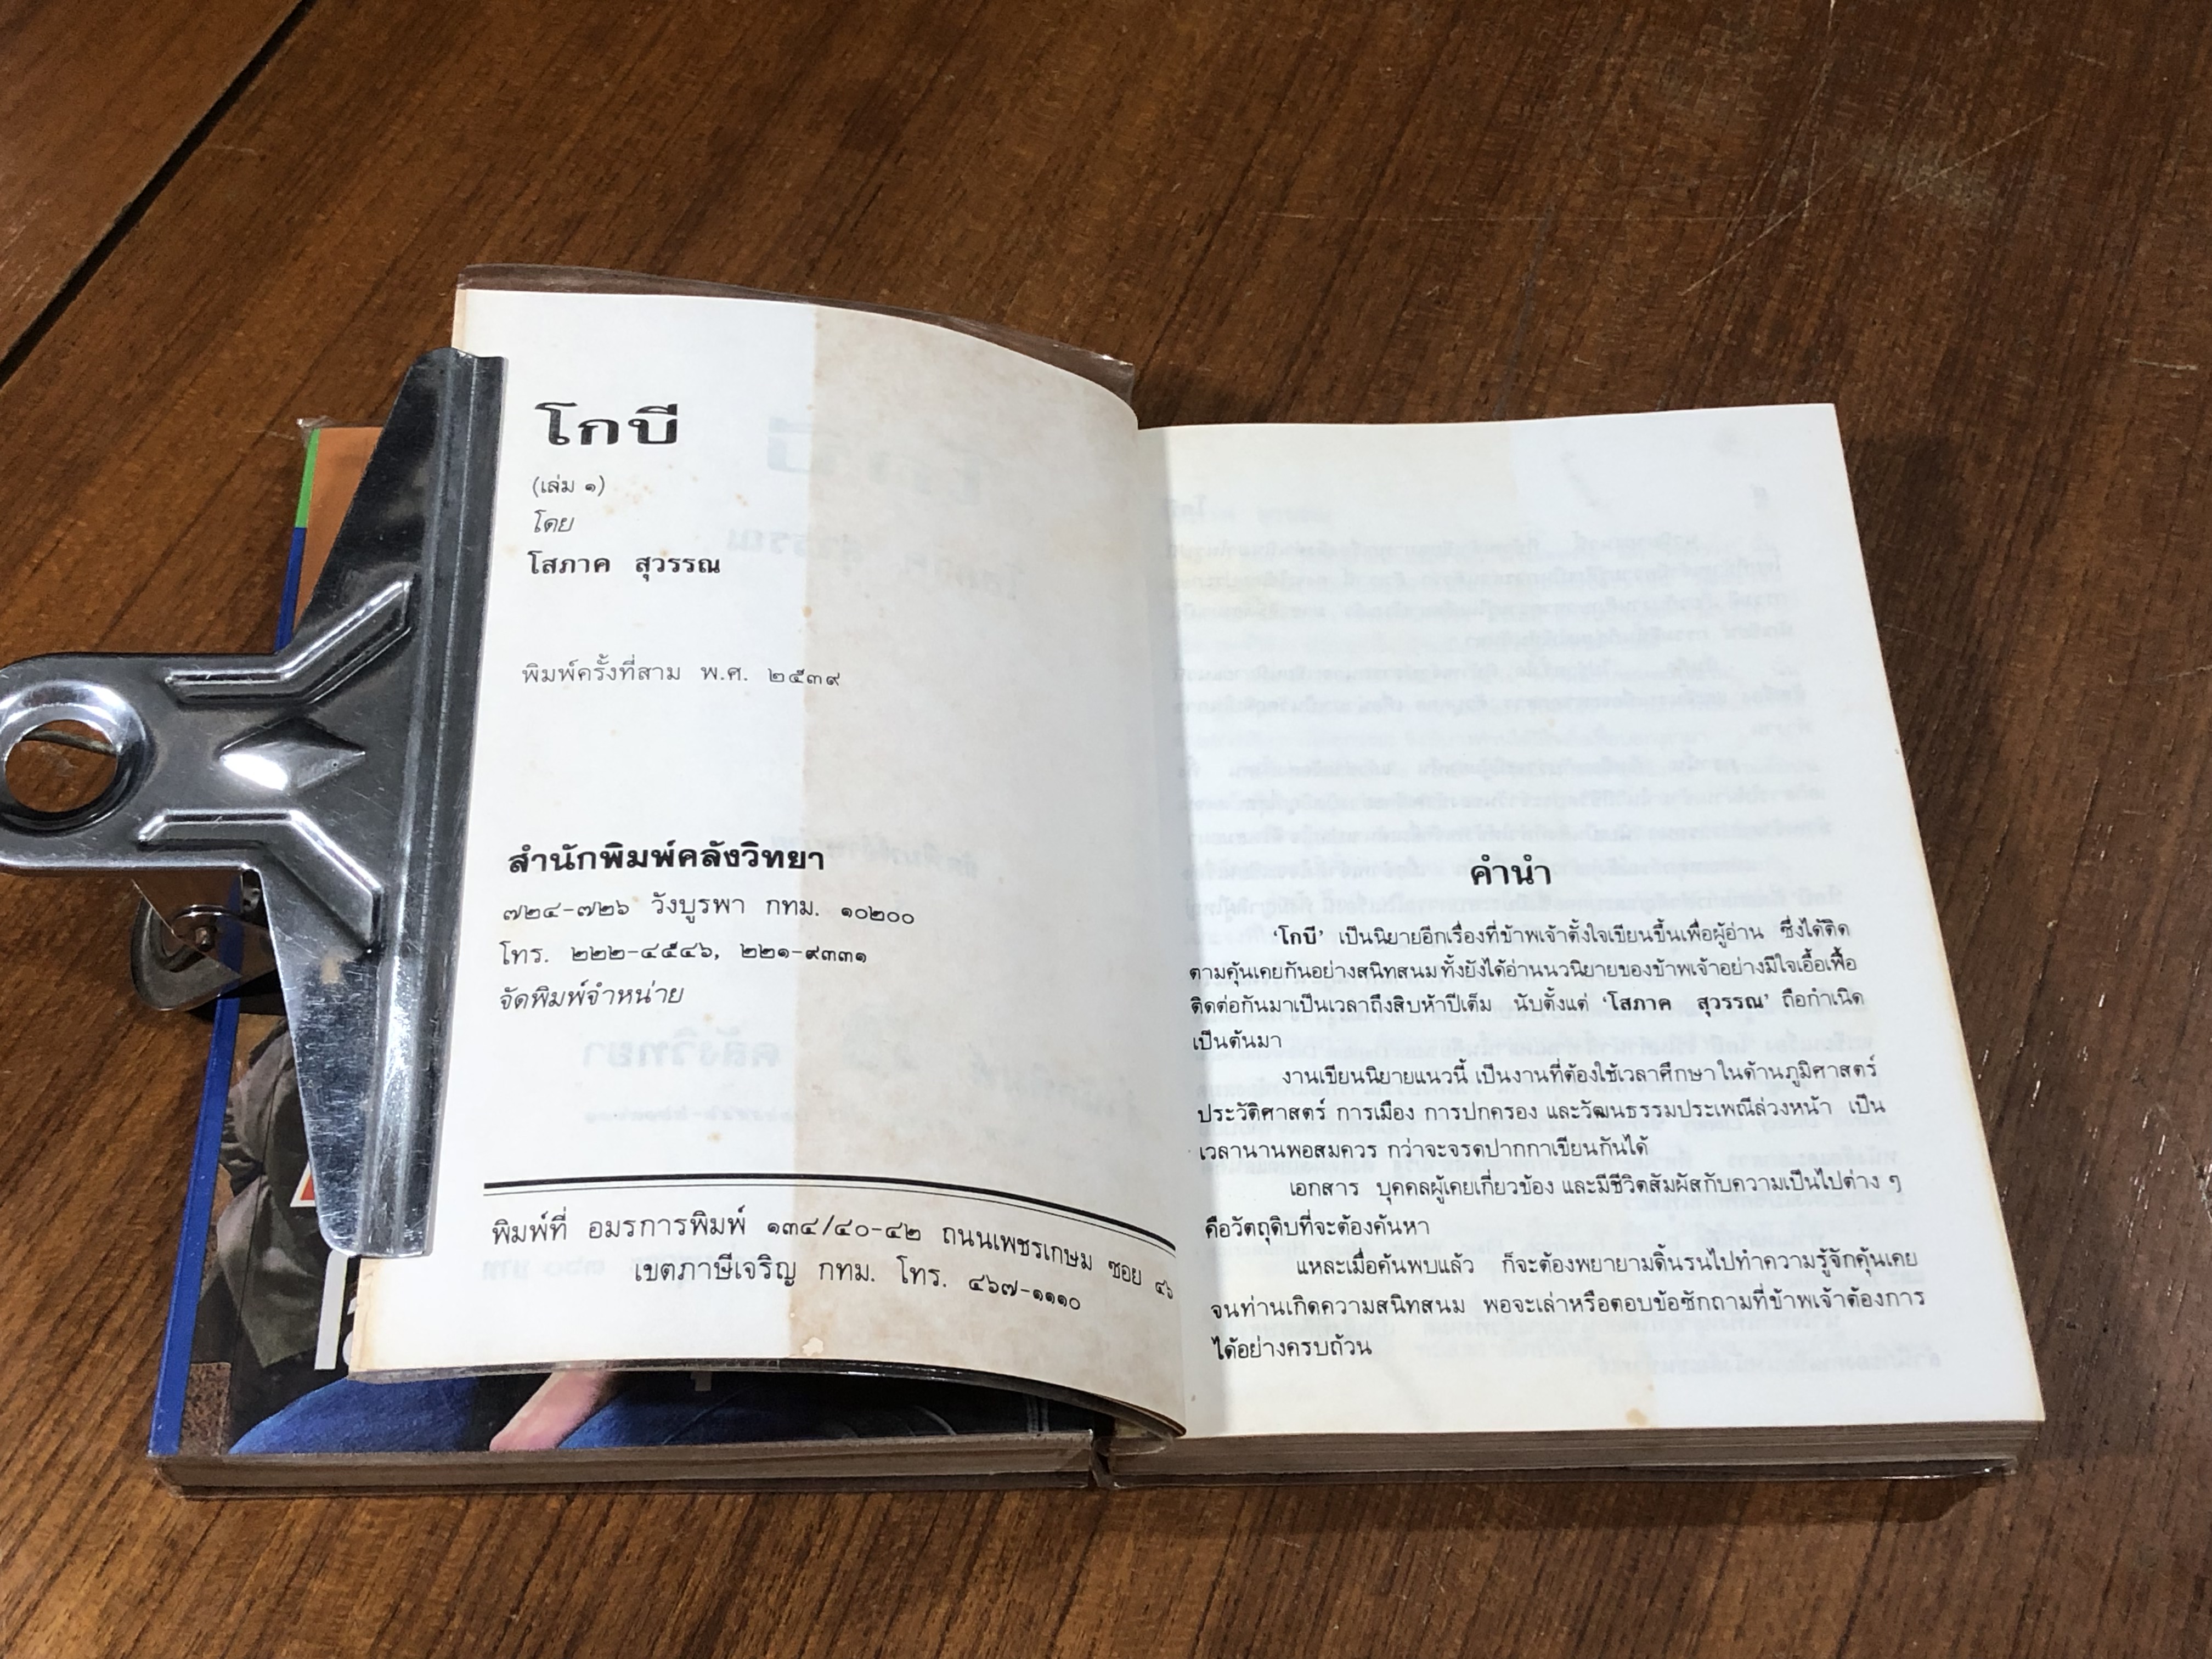 โกบี
(เล่ม ๑)
โดย
โสภาค สุวรรณ
พิมพ์ครั้งที่สาม พ.ศ. ๒๕๓๙
สำนักพิมพ์คลังวิทยา
๗๒๔-๗๒๖ วังบูรพา กทม. ๑๐๒๐๐
โทร. ๒๒๒-๔๕๔๖, ๒๒๑-๙๓๓๑
จัดพิมพ์จำหน่าย
พิมพ์ที่ อมรการพิมพ์ ๑๓๔/๔๐-๔๒ ถนนเพชรเกษม ซอย ๔๖
เขตภาษีเจริญ กทม. โทร. ๔๖๗-๑๑๑๐
คำนำ
‘โกบี’ เป็นนิยายอีกเรื่องที่ข้าพเจ้าตั้งใจเขียนขึ้นเพื่อผู้อ่าน ซึ่งได้ติด
ตามคุ้นเคยกันอย่างสนิทสนม ทั้งยังได้อ่านนวนิยายของข้าพเจ้าอย่างมีใจเอื้อเฟื้อ
ติดต่อกันมาเป็นเวลาถึงสิบห้าปีเต็ม นับตั้งแต่ ‘โสภาค สุวรรณ’ ถือกำเนิด
เป็นต้นมา
งานเขียนนิยายแนวนี้ เป็นงานที่ต้องใช้เวลาศึกษาในด้านภูมิศาสตร์
ประวัติศาสตร์ การเมือง การปกครอง และวัฒนธรรมประเพณีล่วงหน้า เป็น
เวลานานพอสมควร กว่าจะจรดปากกาเขียนกันได้
เอกสาร บุคคลผู้เคยเกี่ยวข้อง และมีชีวิตสัมผัสกับความเป็นไปต่าง ๆ
คือวัตถุดิบที่จะต้องค้นหา
แหละเมื่อค้นพบแล้ว ก็จะต้องพยายามดิ้นรนไปทำความรู้จักคุ้นเคย
จนท่านเกิดความสนิทสนม พอจะเล่าหรือตอบข้อซักถามที่ข้าพเจ้าต้องการ
ได้อย่างครบถ้วน